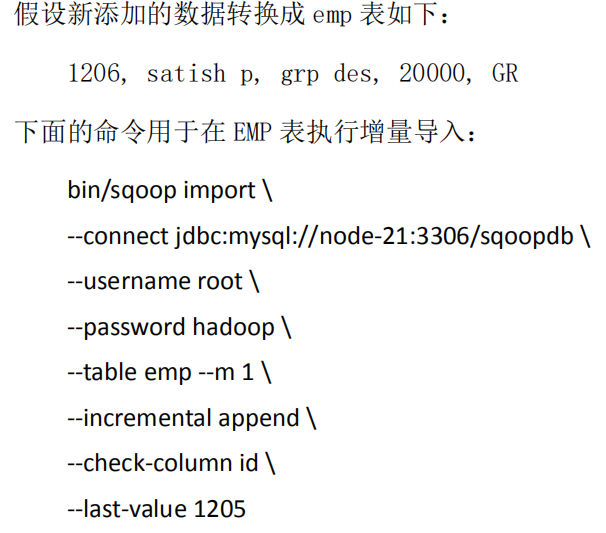 假设新添加的数据转换成 emp 表如下：
1206, satish p, grp des, 20000, GR
下面的命令用于在 EMP 表执行增量导入：
bin/sqoop import \
--connect jdbc:mysql://node-21:3306/sqoopdb \
--username root \
--password hadoop \
--table emp --m 1 \
--incremental append \
--check-column id \
--last-value 1205